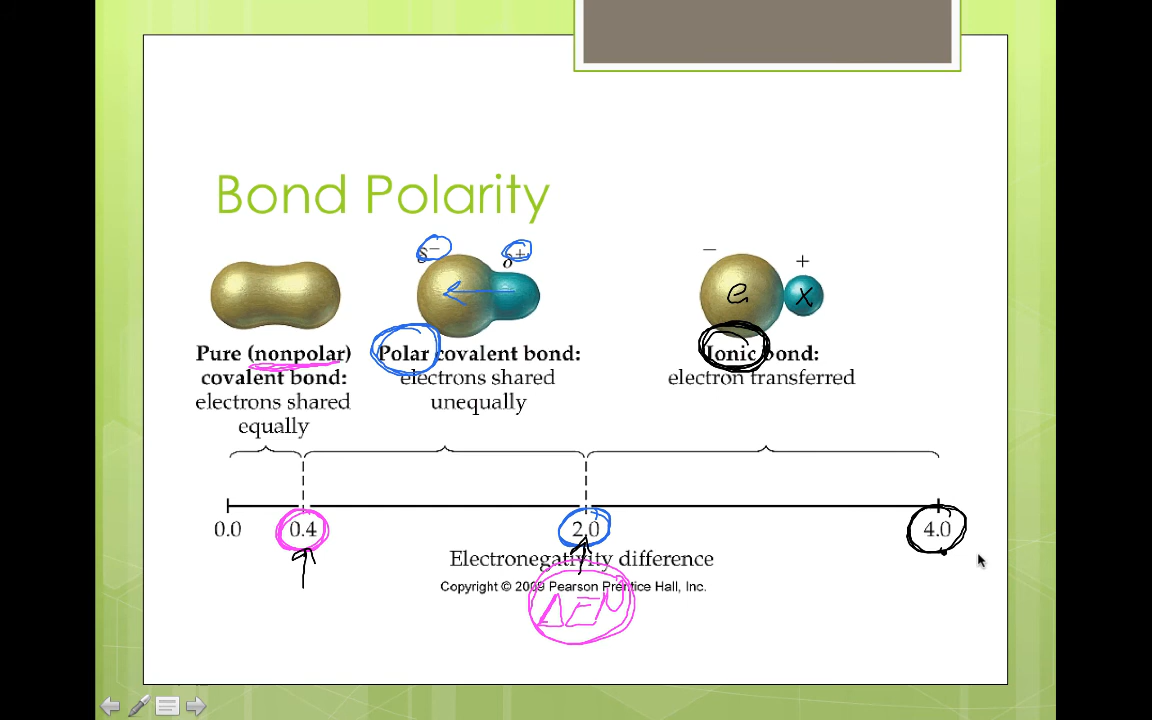 Bond Polarity
δ− δ+ − +
e x
Pure (nonpolar) covalent bond: electrons shared equally
Polar covalent bond: electrons shared unequally
Ionic bond: electron transferred
0.0 0.4 2.0 4.0
Electronegativity difference
Copyright © 2009 Pearson Prentice Hall, Inc.
ΔEN